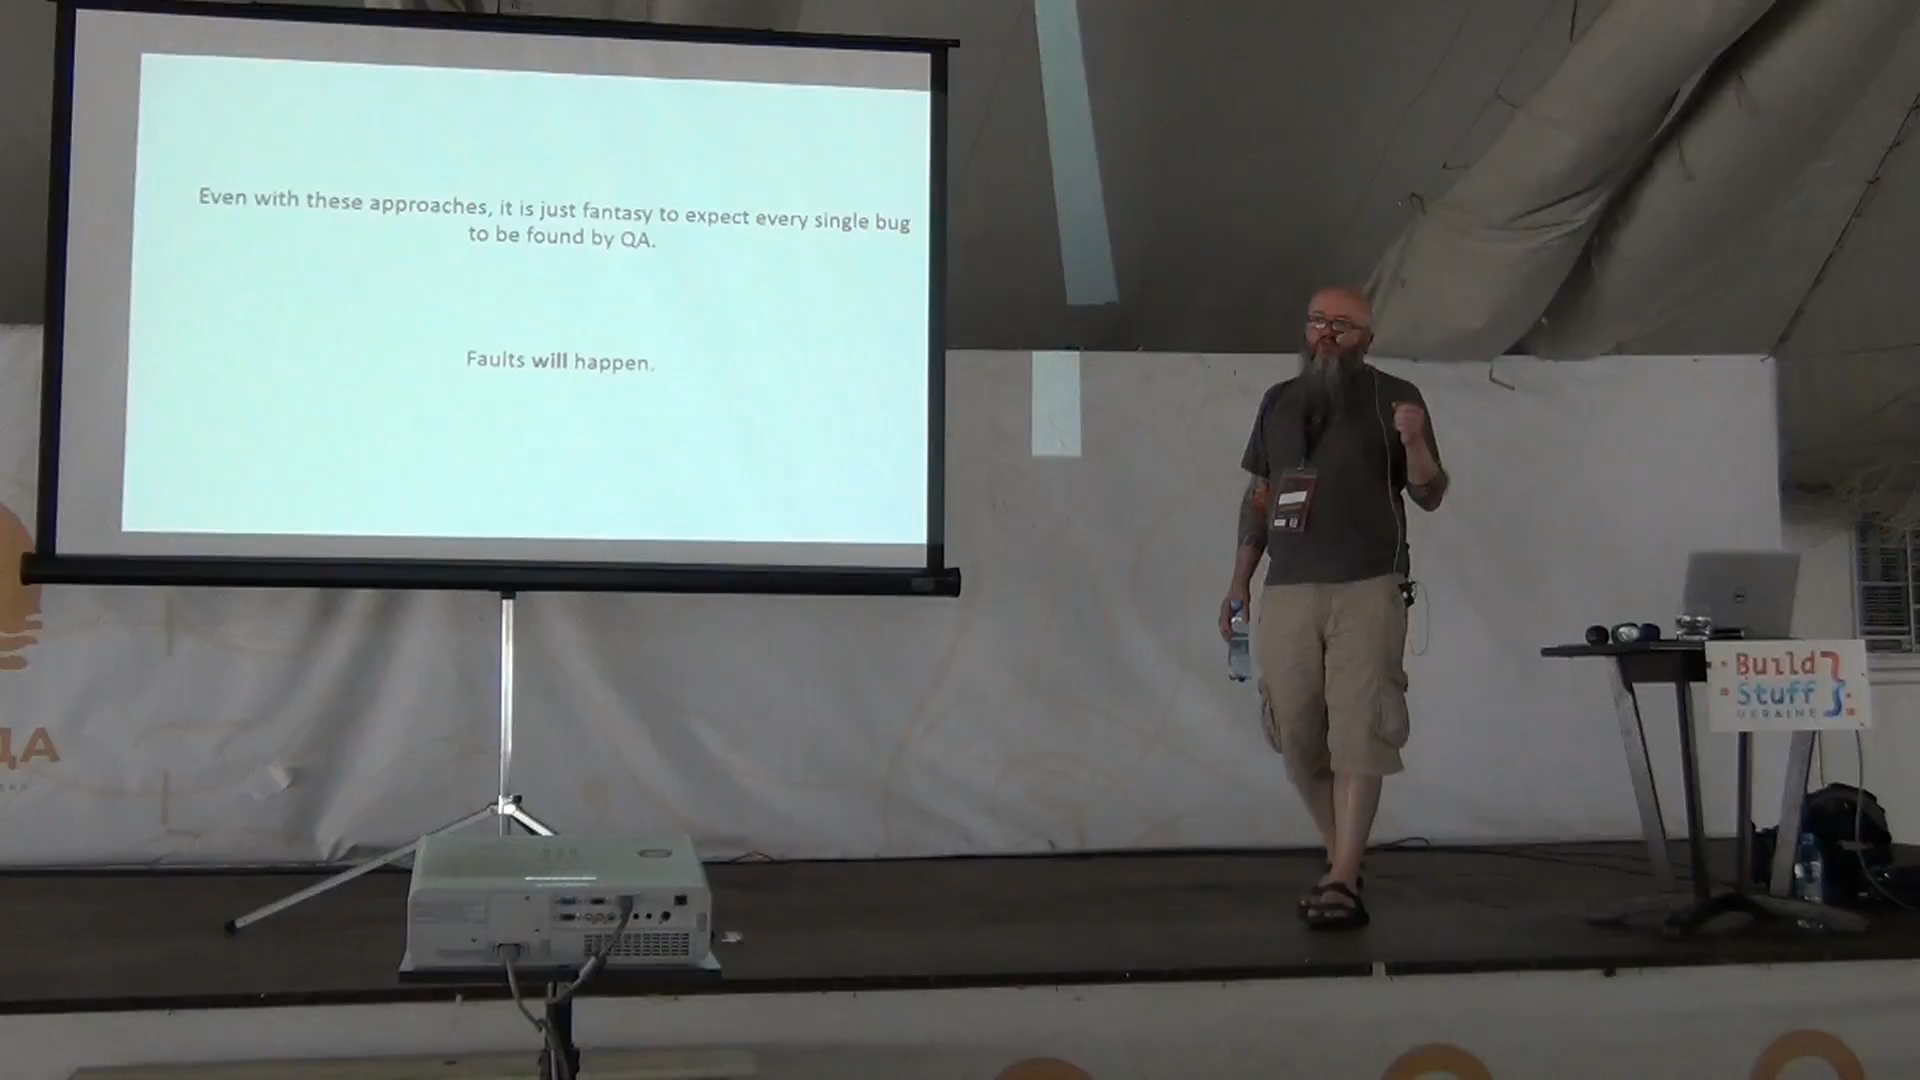 Even with these approaches, it is just fantasy to expect every single bug
to be found by QA.
Faults will happen.
Build
Stuff
UKRAINE
ДА